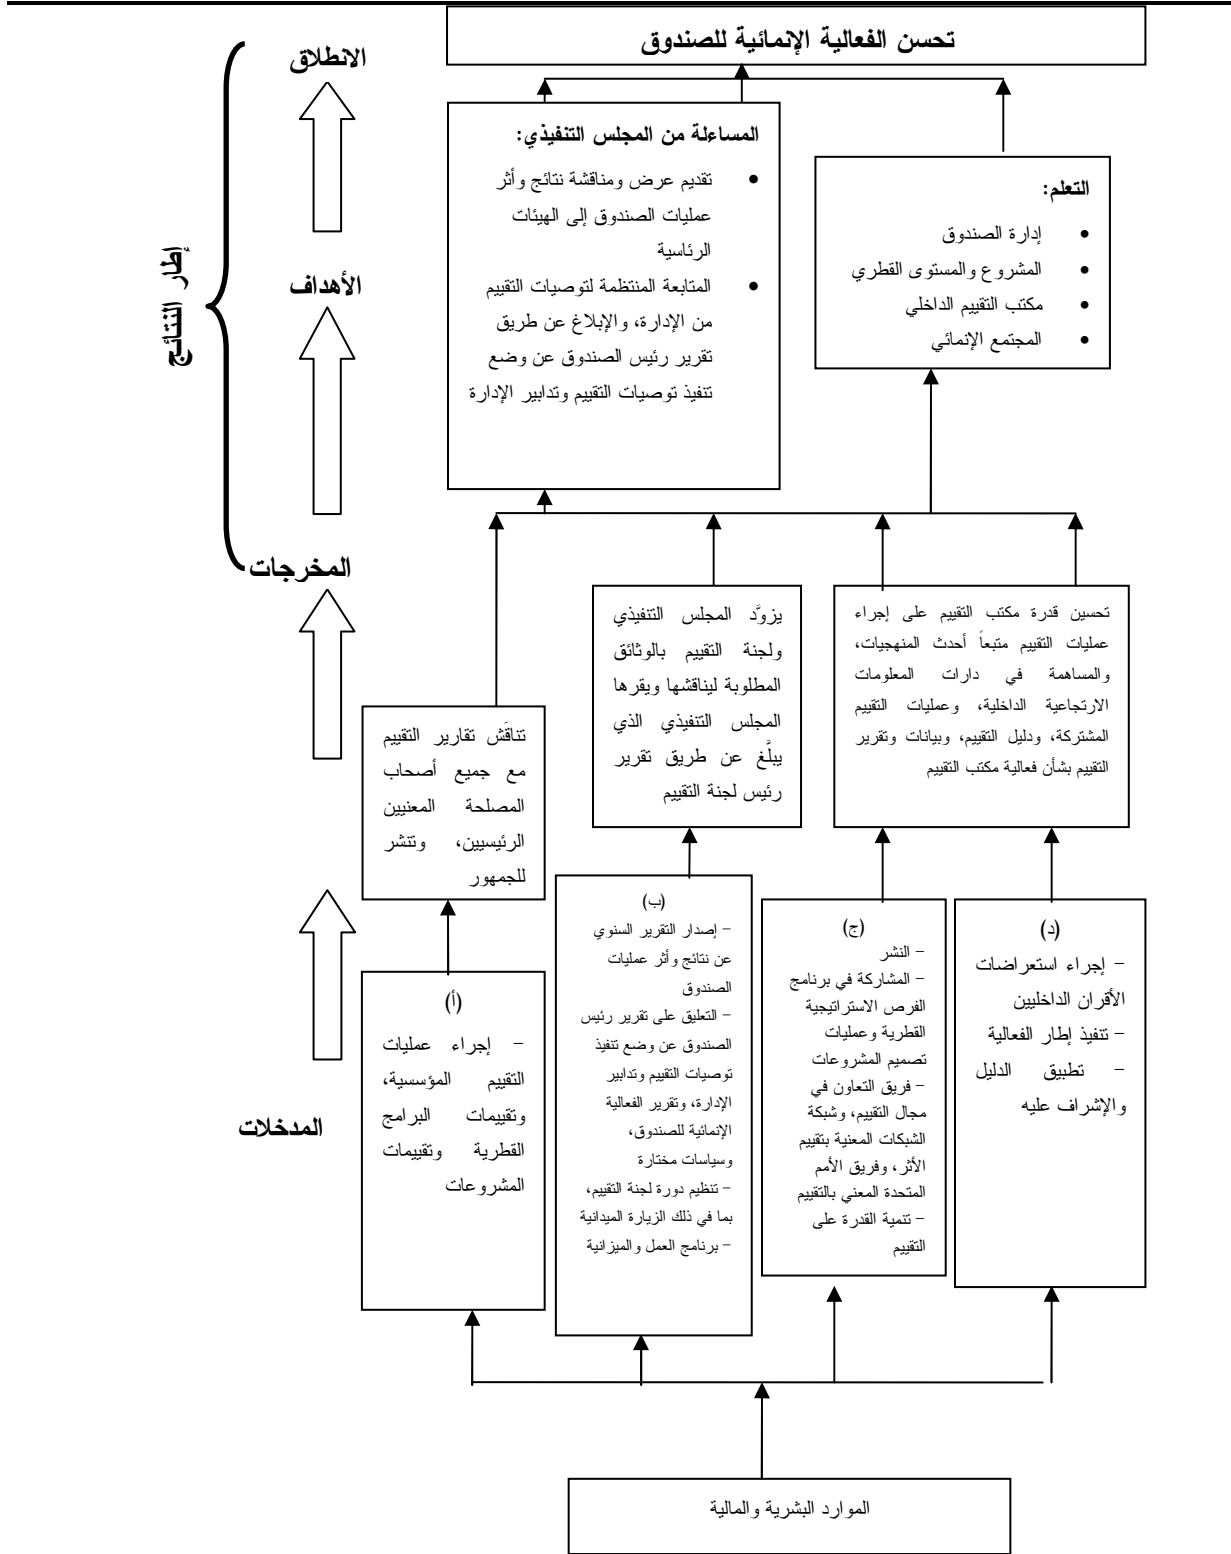 تحسن الفعالية الإنمائية للصندوق
الانطلاق
المساءلة من المجلس التنفيذي:
• تقديم عرض ومناقشة نتائج وأثر
عمليات الصندوق إلى الهيئات
الرئاسية
• المتابعة المنتظمة لتوصيات التقييم
من الإدارة، والإبلاغ عن طريق
تقرير رئيس الصندوق عن وضع
تنفيذ توصيات التقييم وتدابير الإدارة
التعلم:
• إدارة الصندوق
• المشروع والمستوى القطري
• مكتب التقييم الداخلي
• المجتمع الإنمائي
إطار النتائج
الأهداف
المخرجات
تحسين قدرة مكتب التقييم على إجراء
عمليات التقييم متبعاً أحدث المنهجيات،
والمساهمة في دارات المعلومات
الارتجاعية الداخلية، وعمليات التقييم
المشتركة، ودليل التقييم، وبيانات وتقرير
التقييم بشأن فعالية مكتب التقييم
يزوَّد المجلس التنفيذي
ولجنة التقييم بالوثائق
المطلوبة ليناقشها ويقرها
المجلس التنفيذي الذي
يبلَّغ عن طريق تقرير
رئيس لجنة التقييم
تناقَش تقارير التقييم
مع جميع أصحاب
المصلحة المعنيين
الرئيسيين، وتنشر
للجمهور
المدخلات
(أ)
– إجراء عمليات
التقييم المؤسسية،
وتقييمات البرامج
القطرية وتقييمات
المشروعات
(ب)
– إصدار التقرير السنوي
عن نتائج وأثر عمليات
الصندوق
– التعليق على تقرير رئيس
الصندوق عن وضع تنفيذ
توصيات التقييم وتدابير
الإدارة، وتقرير الفعالية
الإنمائية للصندوق،
وسياسات مختارة
– تنظيم دورة لجنة التقييم،
بما في ذلك الزيارة الميدانية
– برنامج العمل والميزانية
(ج)
– النشر
– المشاركة في برنامج
الفرص الاستراتيجية
القطرية وعمليات
تصميم المشروعات
– فريق التعاون في
مجال التقييم، وشبكة
الشبكات المعنية بتقييم
الأثر، وفريق الأمم
المتحدة المعني بالتقييم
– تنمية القدرة على
التقييم
(د)
– إجراء استعراضات
الأقران الداخليين
– تنفيذ إطار الفعالية
– تطبيق الدليل
والإشراف عليه
الموارد البشرية والمالية